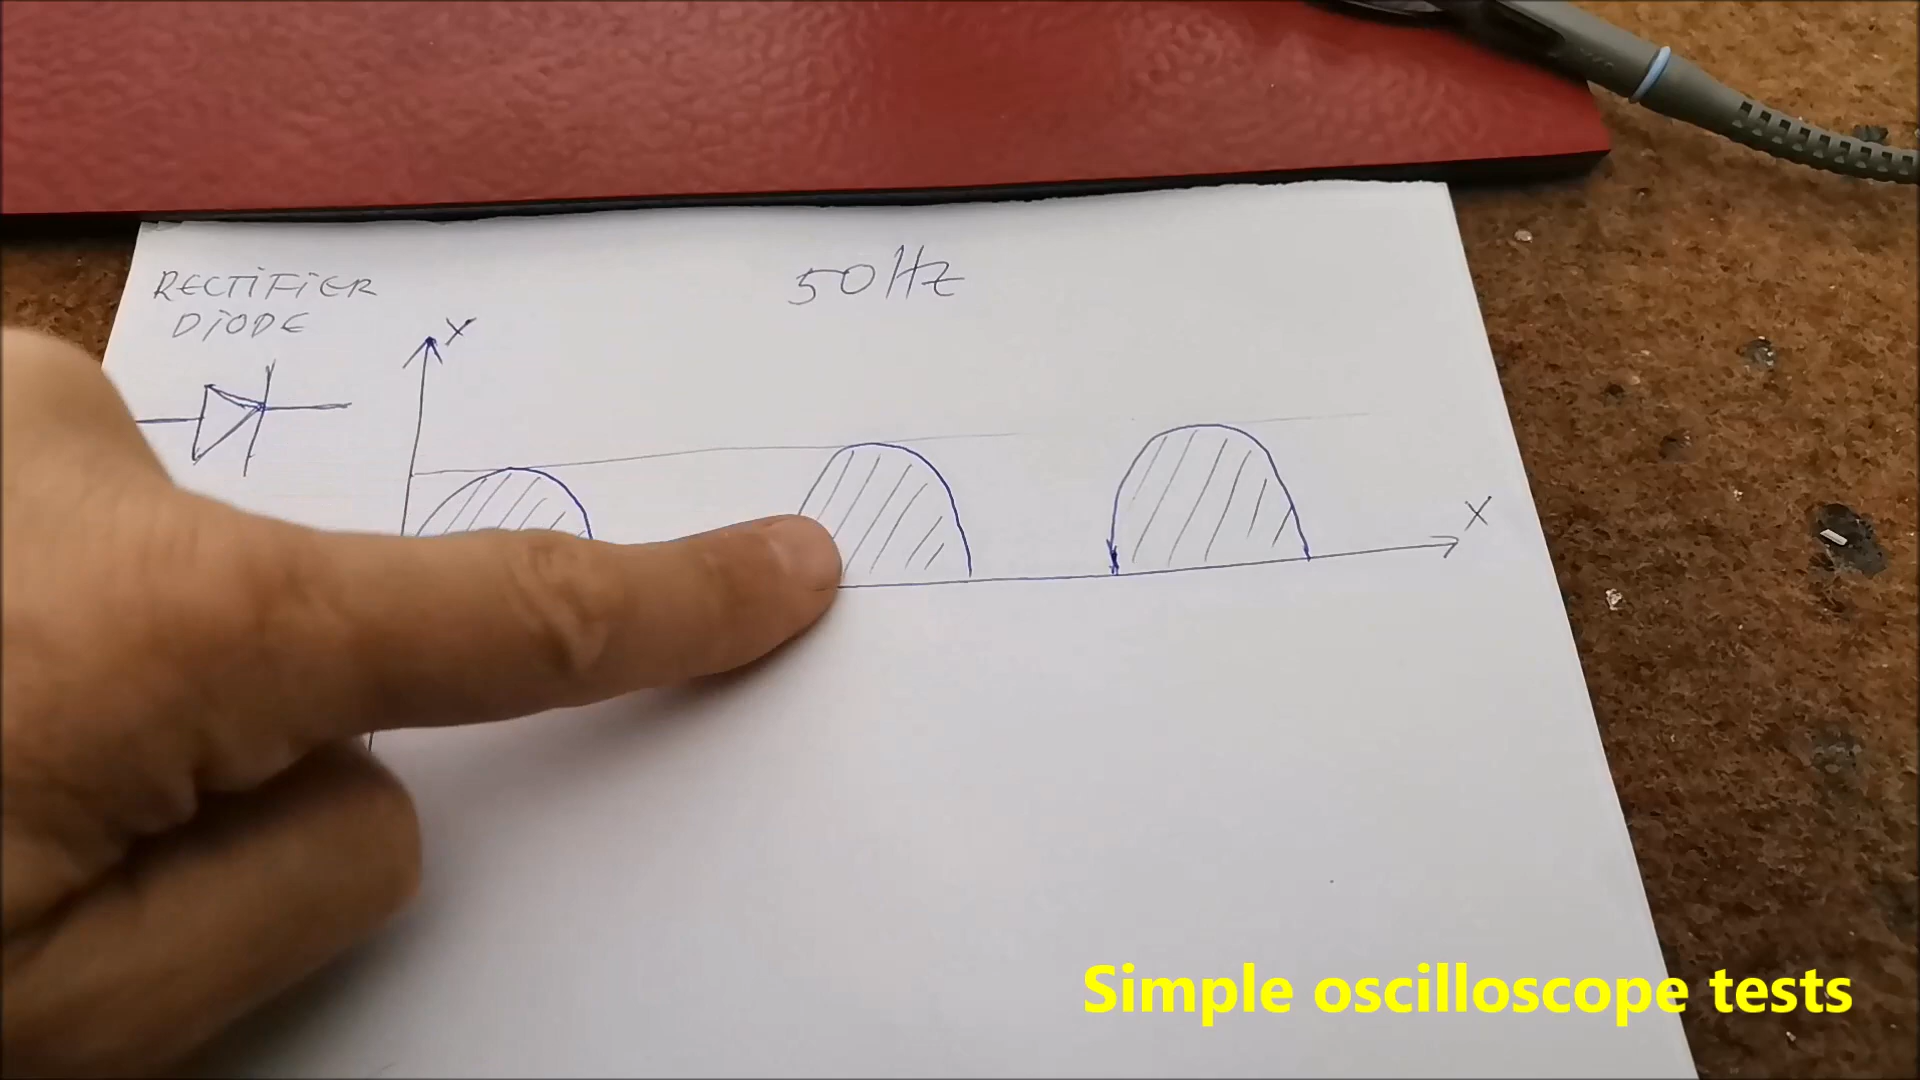 RECTiFiER
DiODE
50Hz
X
X
Simple oscilloscope tests